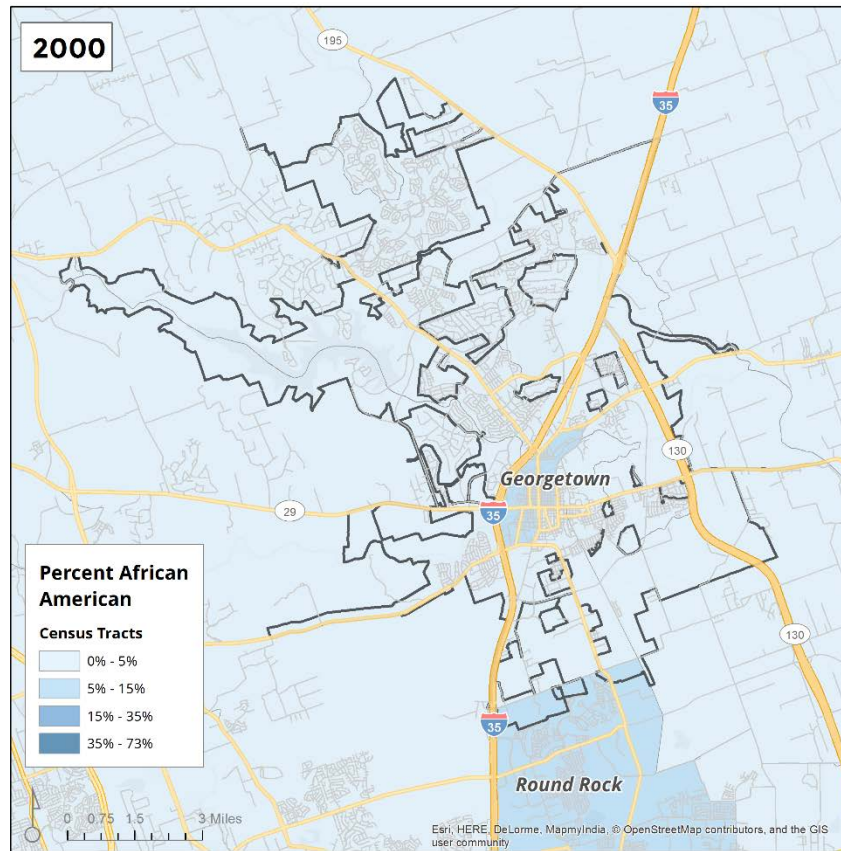 2000
195
35
130
Georgetown
35
29
130
Percent African
American
Census Tracts
0% - 5%
5% - 15%
15% - 35%
35% - 73%
35
Round Rock
0 0.75 1.5 3 Miles
Esri, HERE, DeLorme, MapmyIndia, © OpenStreetMap contributors, and the GIS
user community